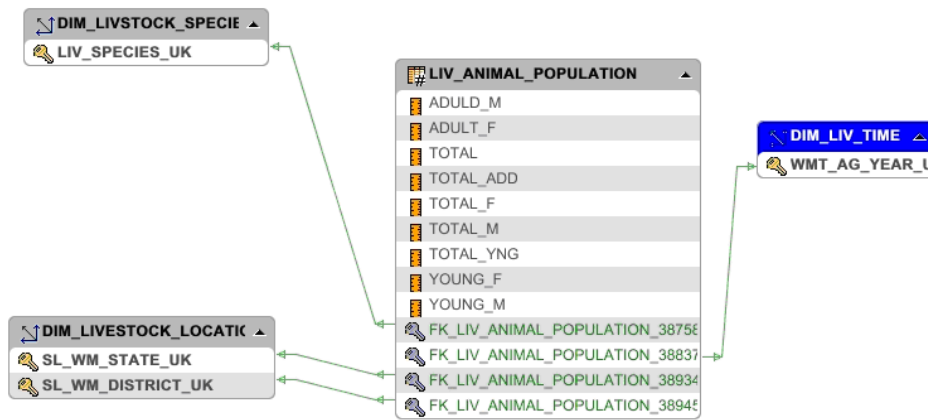 DIM_LIVSTOCK_SPECIE
LIV_SPECIES_UK
LIV_ANIMAL_POPULATION
ADULD_M
ADULT_F
TOTAL
TOTAL_ADD
TOTAL_F
TOTAL_M
TOTAL_YNG
YOUNG_F
YOUNG_M
FK_LIV_ANIMAL_POPULATION_38758
FK_LIV_ANIMAL_POPULATION_38837
FK_LIV_ANIMAL_POPULATION_38934
FK_LIV_ANIMAL_POPULATION_38945
DIM_LIV_TIME
WMT_AG_YEAR_U
DIM_LIVESTOCK_LOCATIC
SL_WM_STATE_UK
SL_WM_DISTRICT_UK